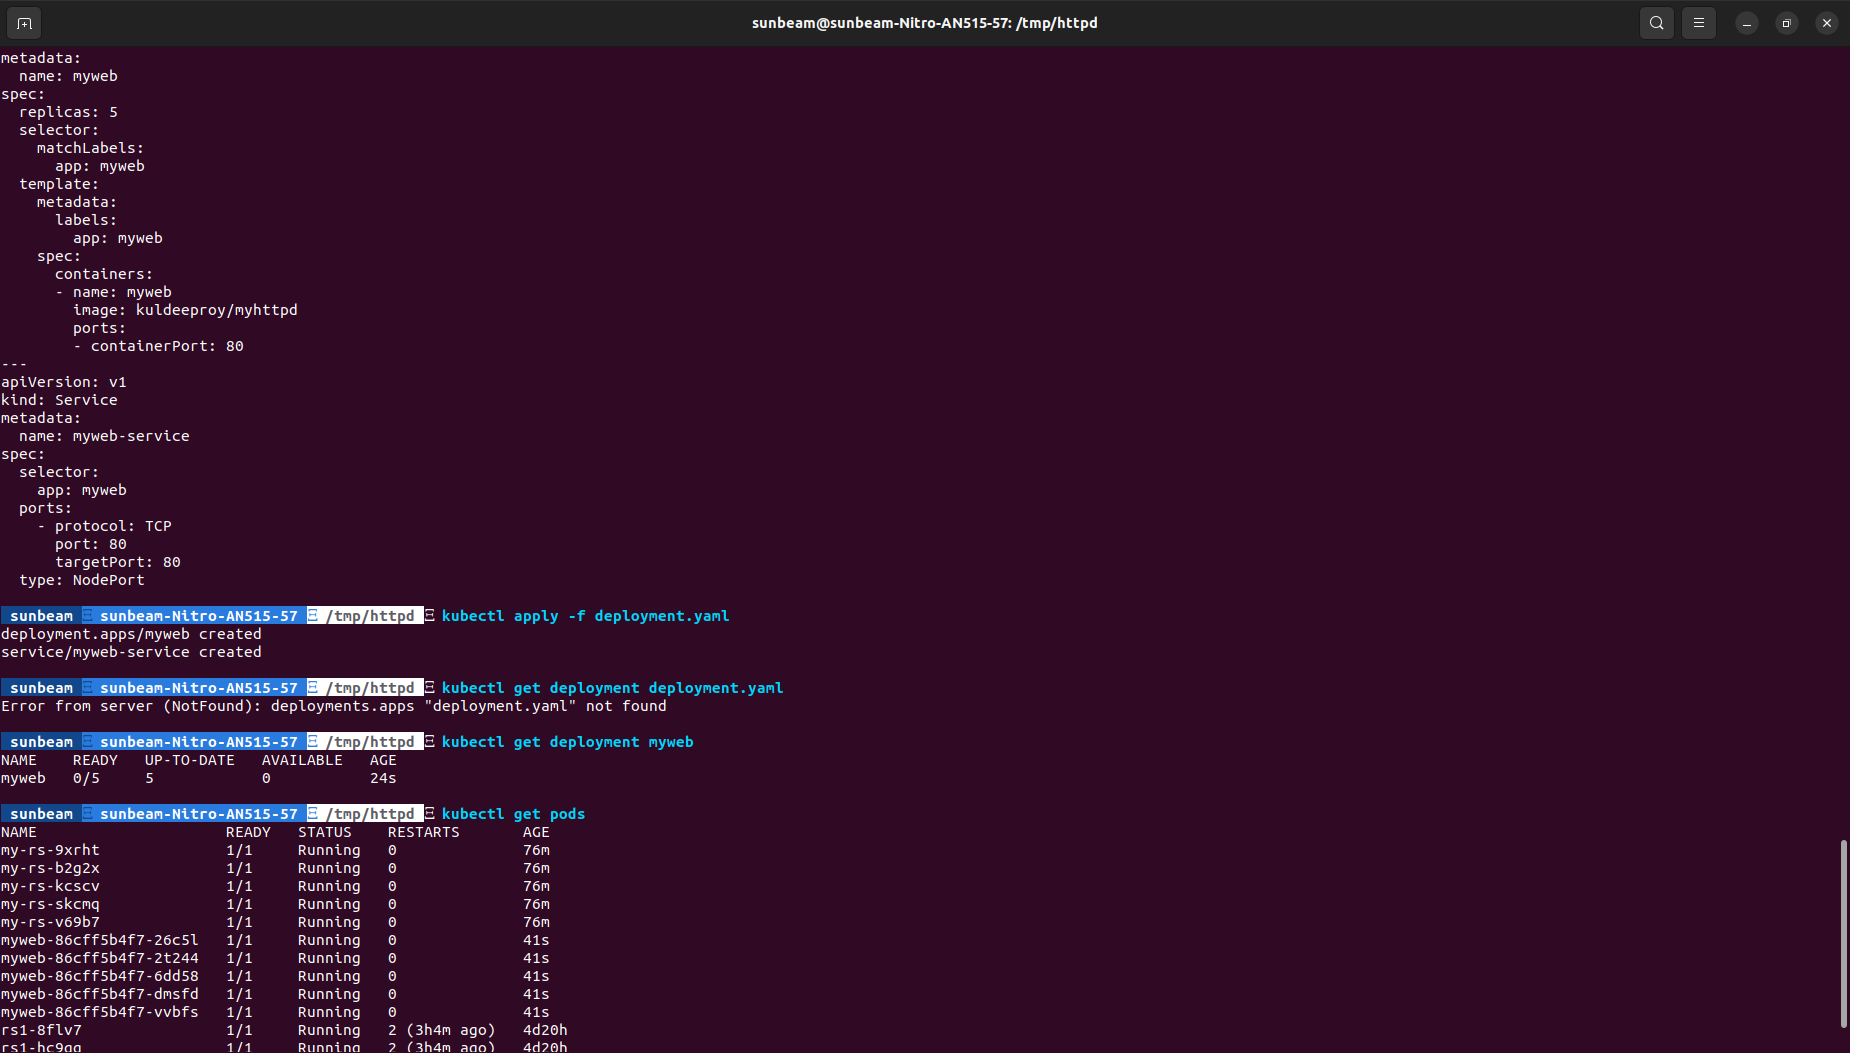 sunbeam@sunbeam-Nitro-AN515-57: /tmp/httpd
metadata:
  name: myweb
spec:
  replicas: 5
  selector:
    matchLabels:
      app: myweb
  template:
    metadata:
      labels:
        app: myweb
    spec:
      containers:
      - name: myweb
        image: kuldeeproy/myhttpd
        ports:
        - containerPort: 80
---
apiVersion: v1
kind: Service
metadata:
  name: myweb-service
spec:
  selector:
    app: myweb
  ports:
    - protocol: TCP
      port: 80
      targetPort: 80
  type: NodePort
sunbeam sunbeam-Nitro-AN515-57 /tmp/httpd kubectl apply -f deployment.yaml
deployment.apps/myweb created
service/myweb-service created
sunbeam sunbeam-Nitro-AN515-57 /tmp/httpd kubectl get deployment deployment.yaml
Error from server (NotFound): deployments.apps "deployment.yaml" not found
sunbeam sunbeam-Nitro-AN515-57 /tmp/httpd kubectl get deployment myweb
NAME    READY   UP-TO-DATE   AVAILABLE   AGE
myweb   0/5     5            0           24s
sunbeam sunbeam-Nitro-AN515-57 /tmp/httpd kubectl get pods
NAME                     READY   STATUS    RESTARTS       AGE
my-rs-9xrht              1/1     Running   0              76m
my-rs-b2g2x              1/1     Running   0              76m
my-rs-kcscv              1/1     Running   0              76m
my-rs-skcmq              1/1     Running   0              76m
my-rs-v69b7              1/1     Running   0              76m
myweb-86cff5b4f7-26c5l   1/1     Running   0              41s
myweb-86cff5b4f7-2t244   1/1     Running   0              41s
myweb-86cff5b4f7-6dd58   1/1     Running   0              41s
myweb-86cff5b4f7-dmsfd   1/1     Running   0              41s
myweb-86cff5b4f7-vvbfs   1/1     Running   0              41s
rs1-8flv7                1/1     Running   2 (3h4m ago)   4d20h
1/1     Running   2 (3h4m ago)   4d20h